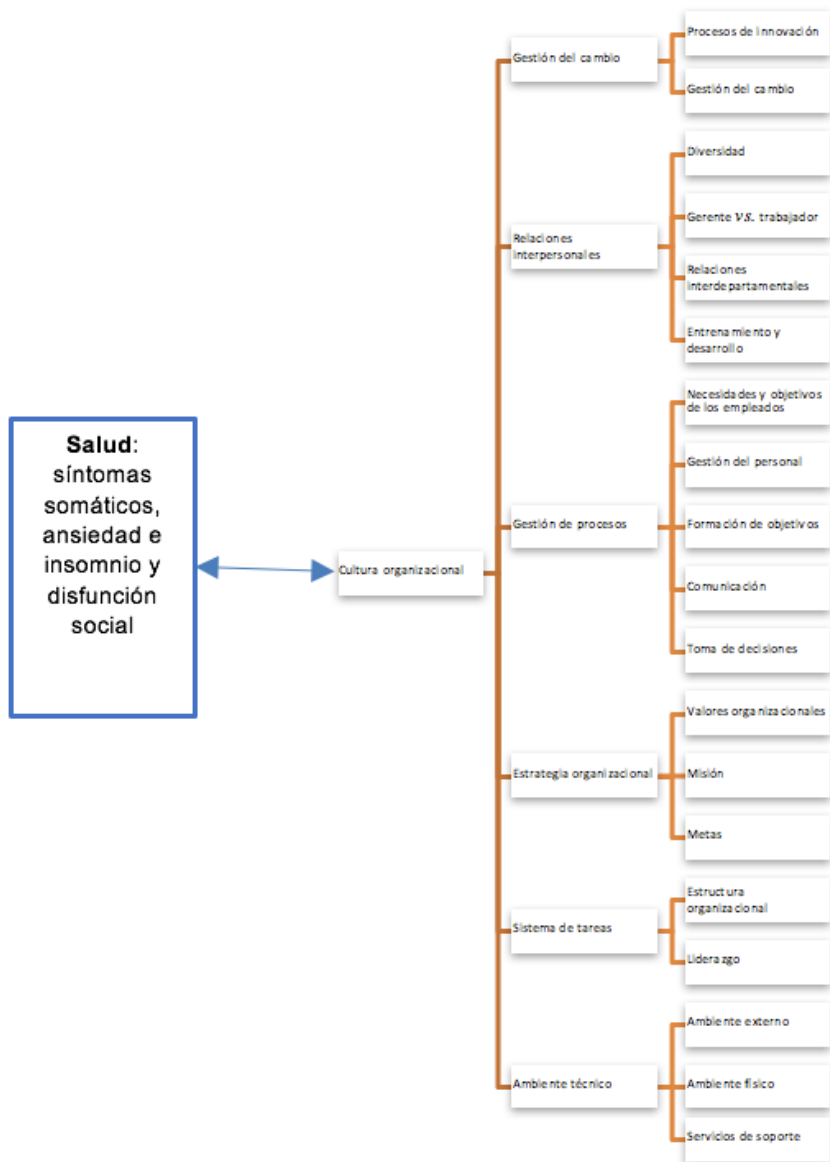 Salud:
síntomas
somáticos,
ansiedad e
insomnio y
disfunción
social
Cultura organizacional
Gestión del cambio
Procesos de innovación
Gestión del cambio
Relaciones
interpersonales
Diversidad
Gerente vs. trabajador
Relaciones
interdepartamentales
Entrenamiento y
desarrollo
Gestión de procesos
Necesidades y objetivos
de los empleados
Gestión del personal
Formación de objetivos
Comunicación
Toma de decisiones
Estrategia organizacional
Valores organizacionales
Misión
Metas
Sistema de tareas
Estructura
organizacional
Liderazgo
Ambiente técnico
Ambiente externo
Ambiente físico
Servicios de soporte